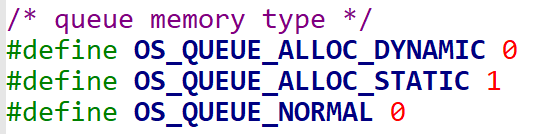 /* queue memory type */
#define OS_QUEUE_ALLOC_DYNAMIC 0
#define OS_QUEUE_ALLOC_STATIC 1
#define OS_QUEUE_NORMAL 0